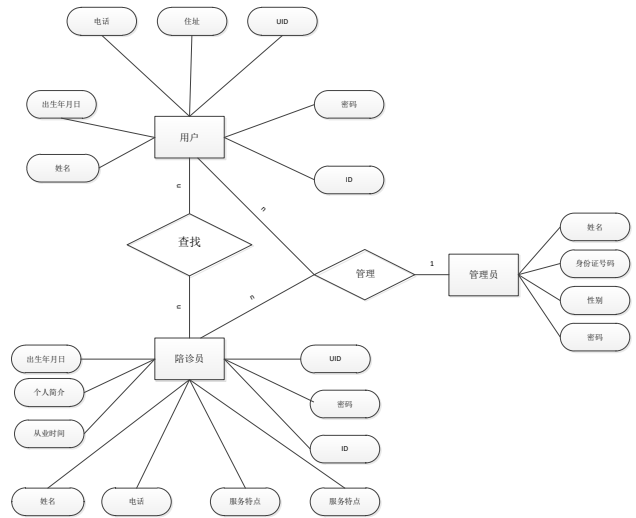 电话
住址
UID
出生年月日
密码
用户
姓名
ID
n
n
查找
管理
1
管理员
姓名
身份证号码
性别
密码
n
n
出生年月日
陪诊员
UID
个人简介
密码
从业时间
ID
姓名
电话
服务特点
服务特点